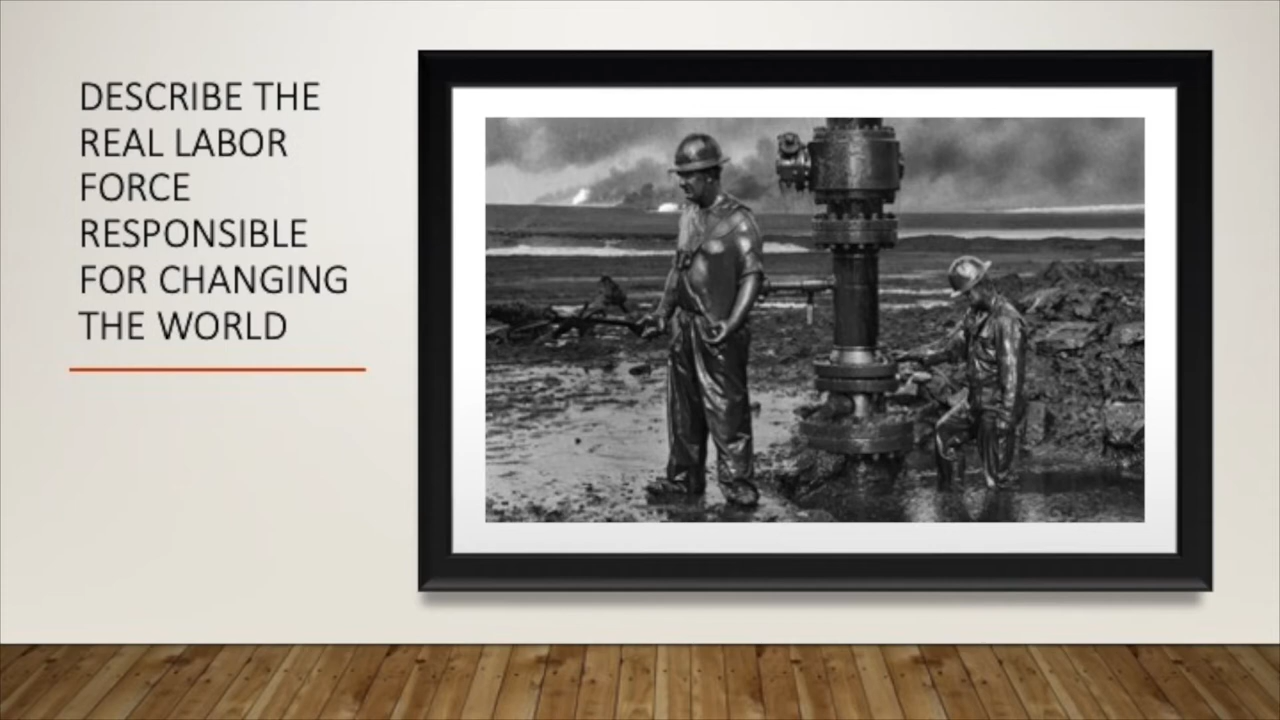 DESCRIBE THE
REAL LABOR
FORCE
RESPONSIBLE
FOR CHANGING
THE WORLD